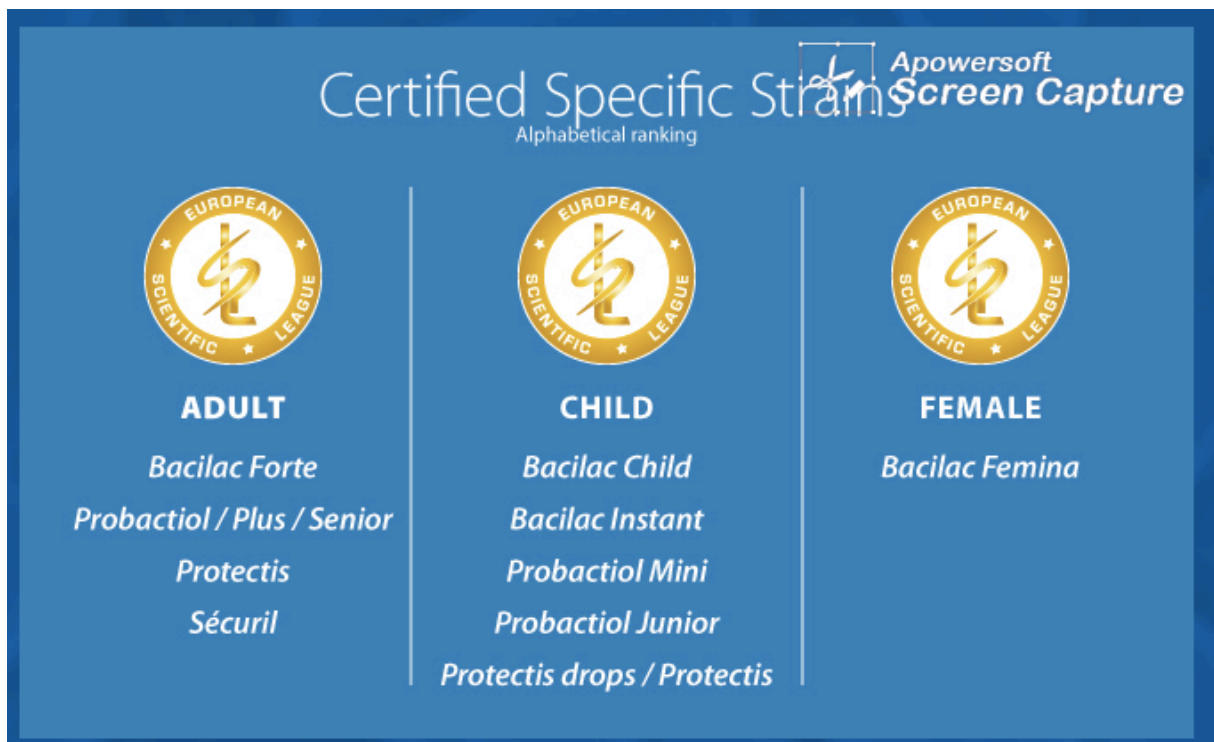 Certified Specific Strains
Apowersoft
Screen Capture
Alphabetical ranking
EUROPEAN SCIENTIFIC LEAGUE
ADULT
Bacilac Forte
Probactiol / Plus / Senior
Protectis
Sécuril
EUROPEAN SCIENTIFIC LEAGUE
CHILD
Bacilac Child
Bacilac Instant
Probactiol Mini
Probactiol Junior
Protectis drops / Protectis
EUROPEAN SCIENTIFIC LEAGUE
FEMALE
Bacilac Femina